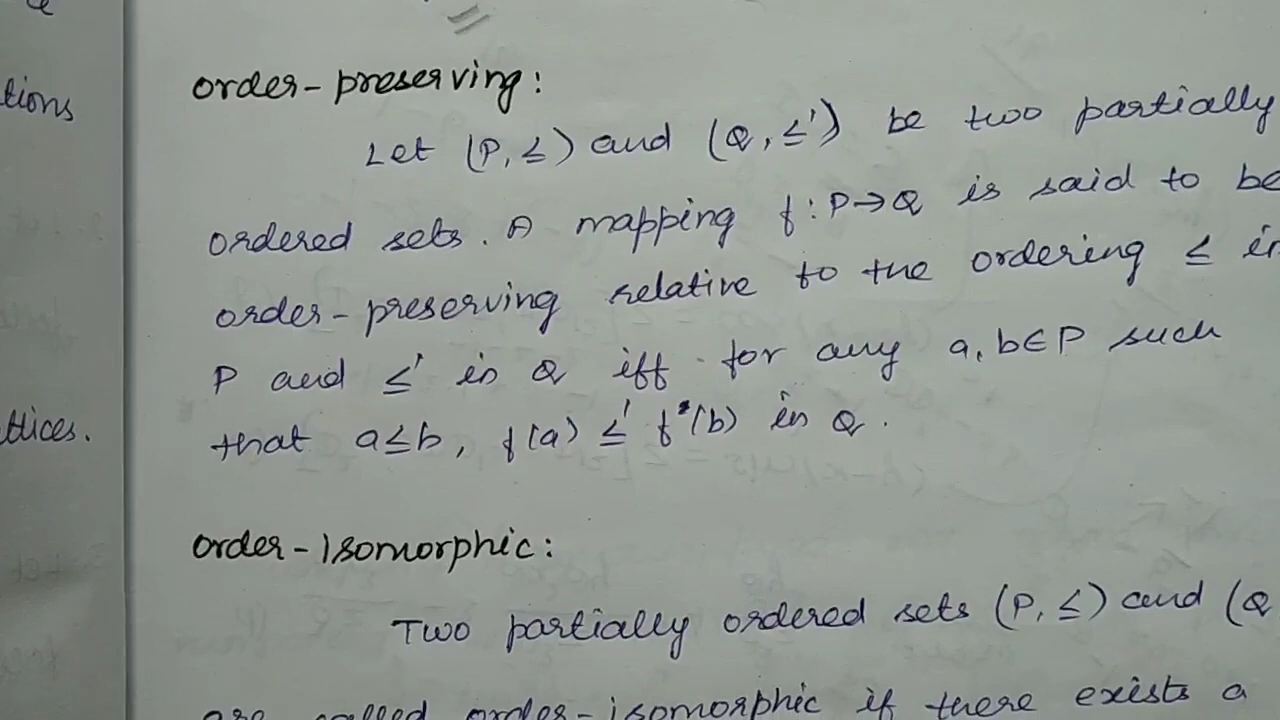 tions
ttices.
order-preserving:
Let (P, ≤) and (Q, ≤') be two partially
ordered sets. A mapping f: P→Q is said to be
order-preserving relative to the ordering ≤ in
P and ≤' in Q iff for any a, b∈P such
that a≤b, f(a) ≤' f(b) in Q.
order-Isomorphic:
Two partially ordered sets (P, ≤) and (Q
are called order-isomorphic if there exists a